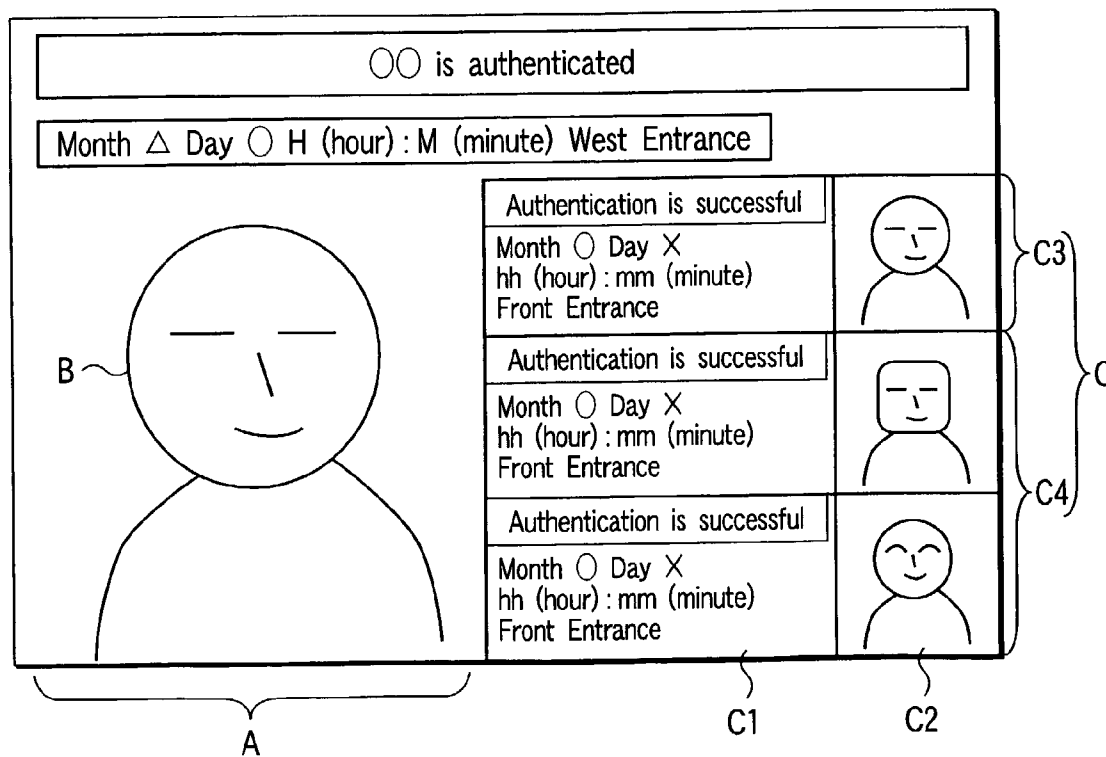 ○○ is authenticated
Month △ Day ○ H (hour) : M (minute) West Entrance
Authentication is successful
Month ○ Day ×
hh (hour) : mm (minute)
Front Entrance
C3
C
Authentication is successful
Month ○ Day ×
hh (hour) : mm (minute)
Front Entrance
B
C4
Authentication is successful
Month ○ Day ×
hh (hour) : mm (minute)
Front Entrance
A
C1
C2